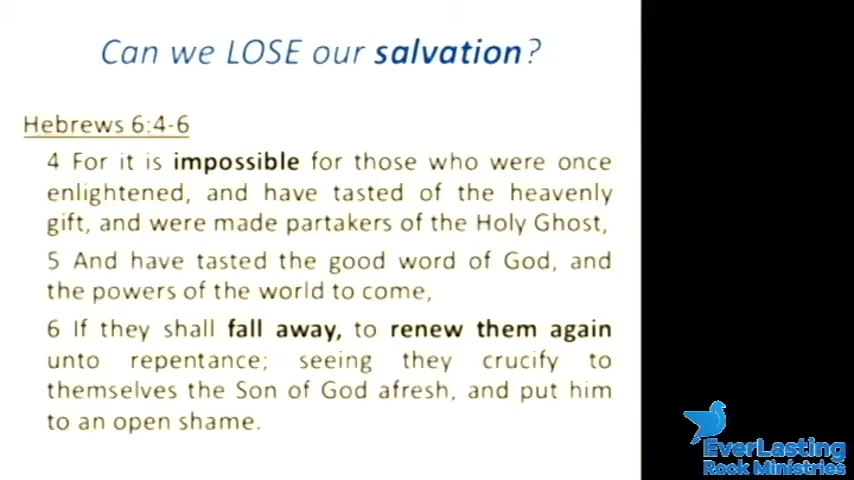 Can we LOSE our salvation?
Hebrews 6:4-6
4 For it is impossible for those who were once
enlightened, and have tasted of the heavenly
gift, and were made partakers of the Holy Ghost,
5 And have tasted the good word of God, and
the powers of the world to come,
6 If they shall fall away, to renew them again
unto repentance; seeing they crucify to
themselves the Son of God afresh, and put him
to an open shame.
EverLasting
Rock Ministries